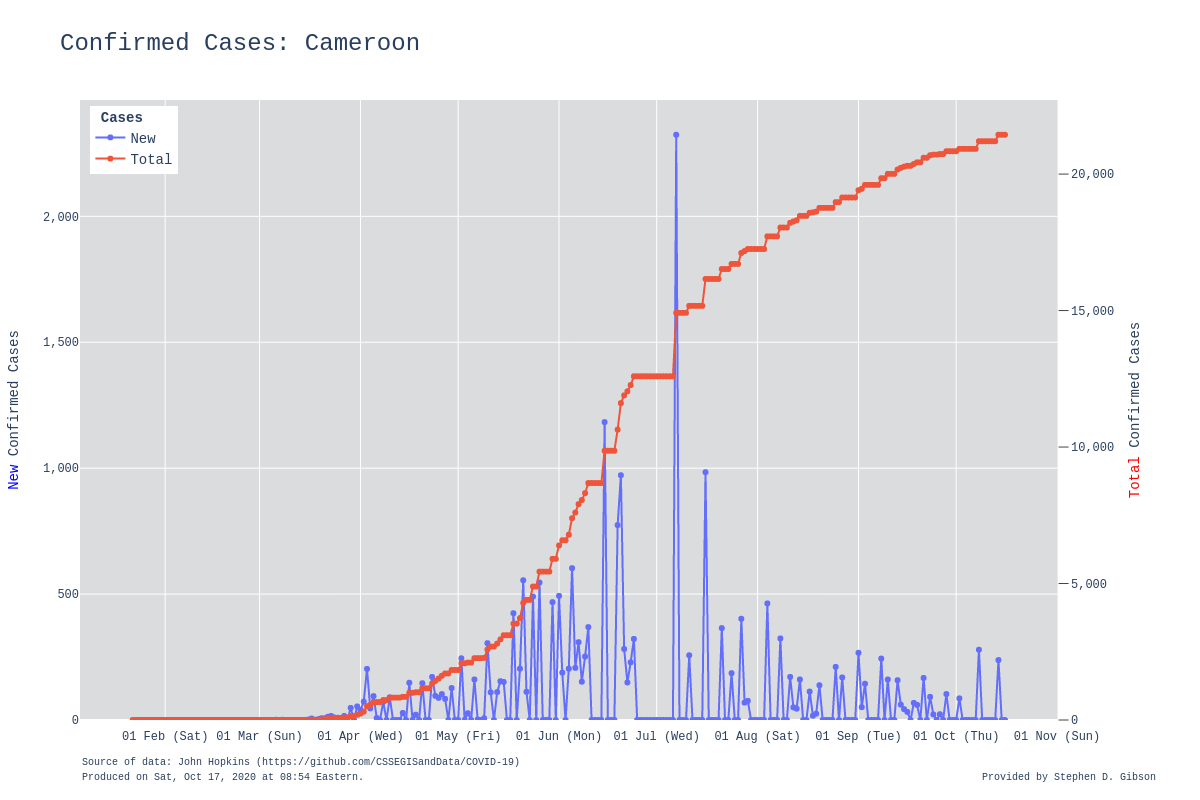 Confirmed Cases: Cameroon
Cases
New
Total
2,000
1,500
1,000
500
0
20,000
15,000
10,000
5,000
0
New Confirmed Cases
Total Confirmed Cases
01 Feb (Sat) 01 Mar (Sun) 01 Apr (Wed) 01 May (Fri) 01 Jun (Mon) 01 Jul (Wed) 01 Aug (Sat) 01 Sep (Tue) 01 Oct (Thu) 01 Nov (Sun)
Source of data: John Hopkins (https://github.com/CSSEGISandData/COVID-19)
Produced on Sat, Oct 17, 2020 at 08:54 Eastern.
Provided by Stephen D. Gibson